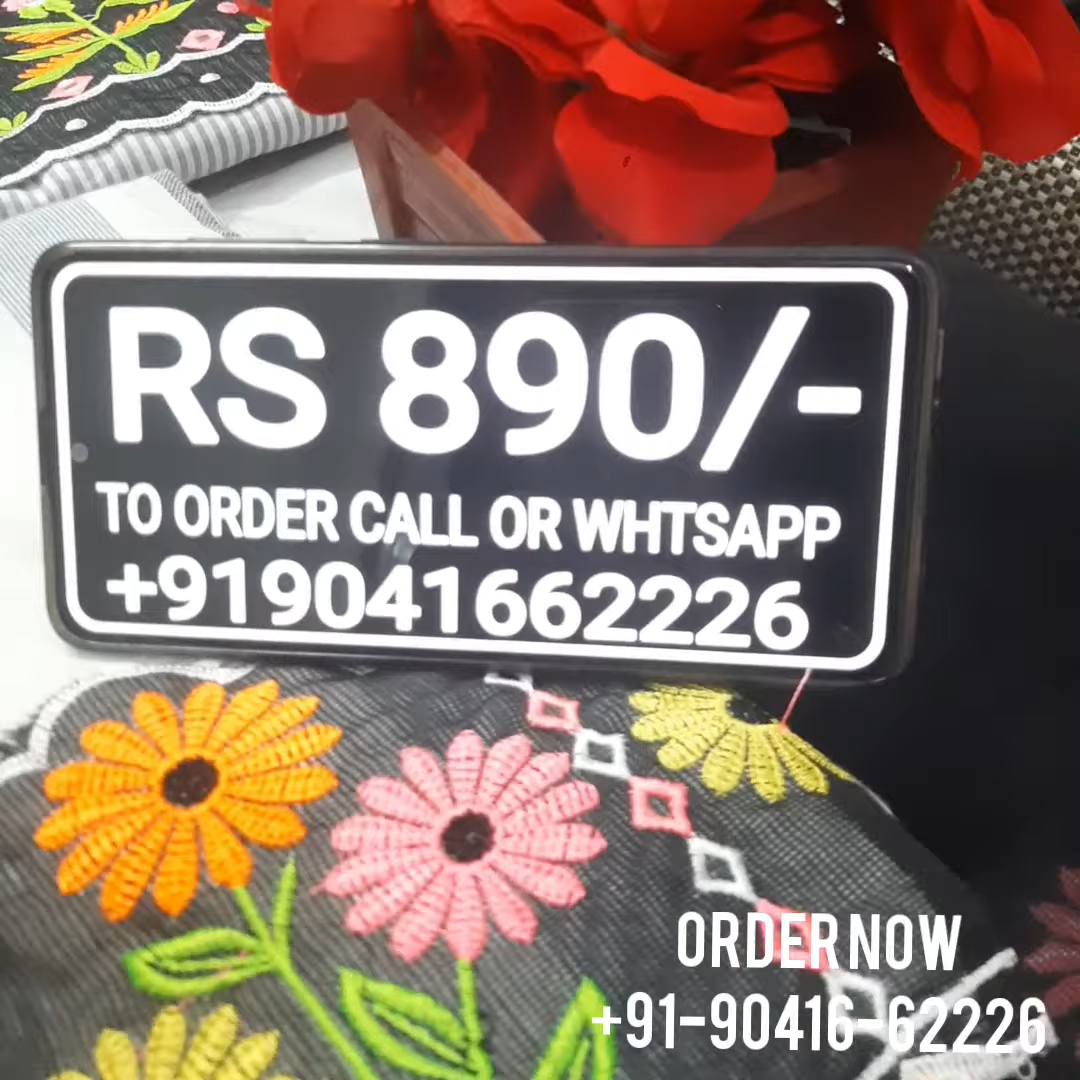 RS 890/-
TO ORDER CALL OR WHTSAPP
+919041662226
ORDER NOW
+91-90416-62226